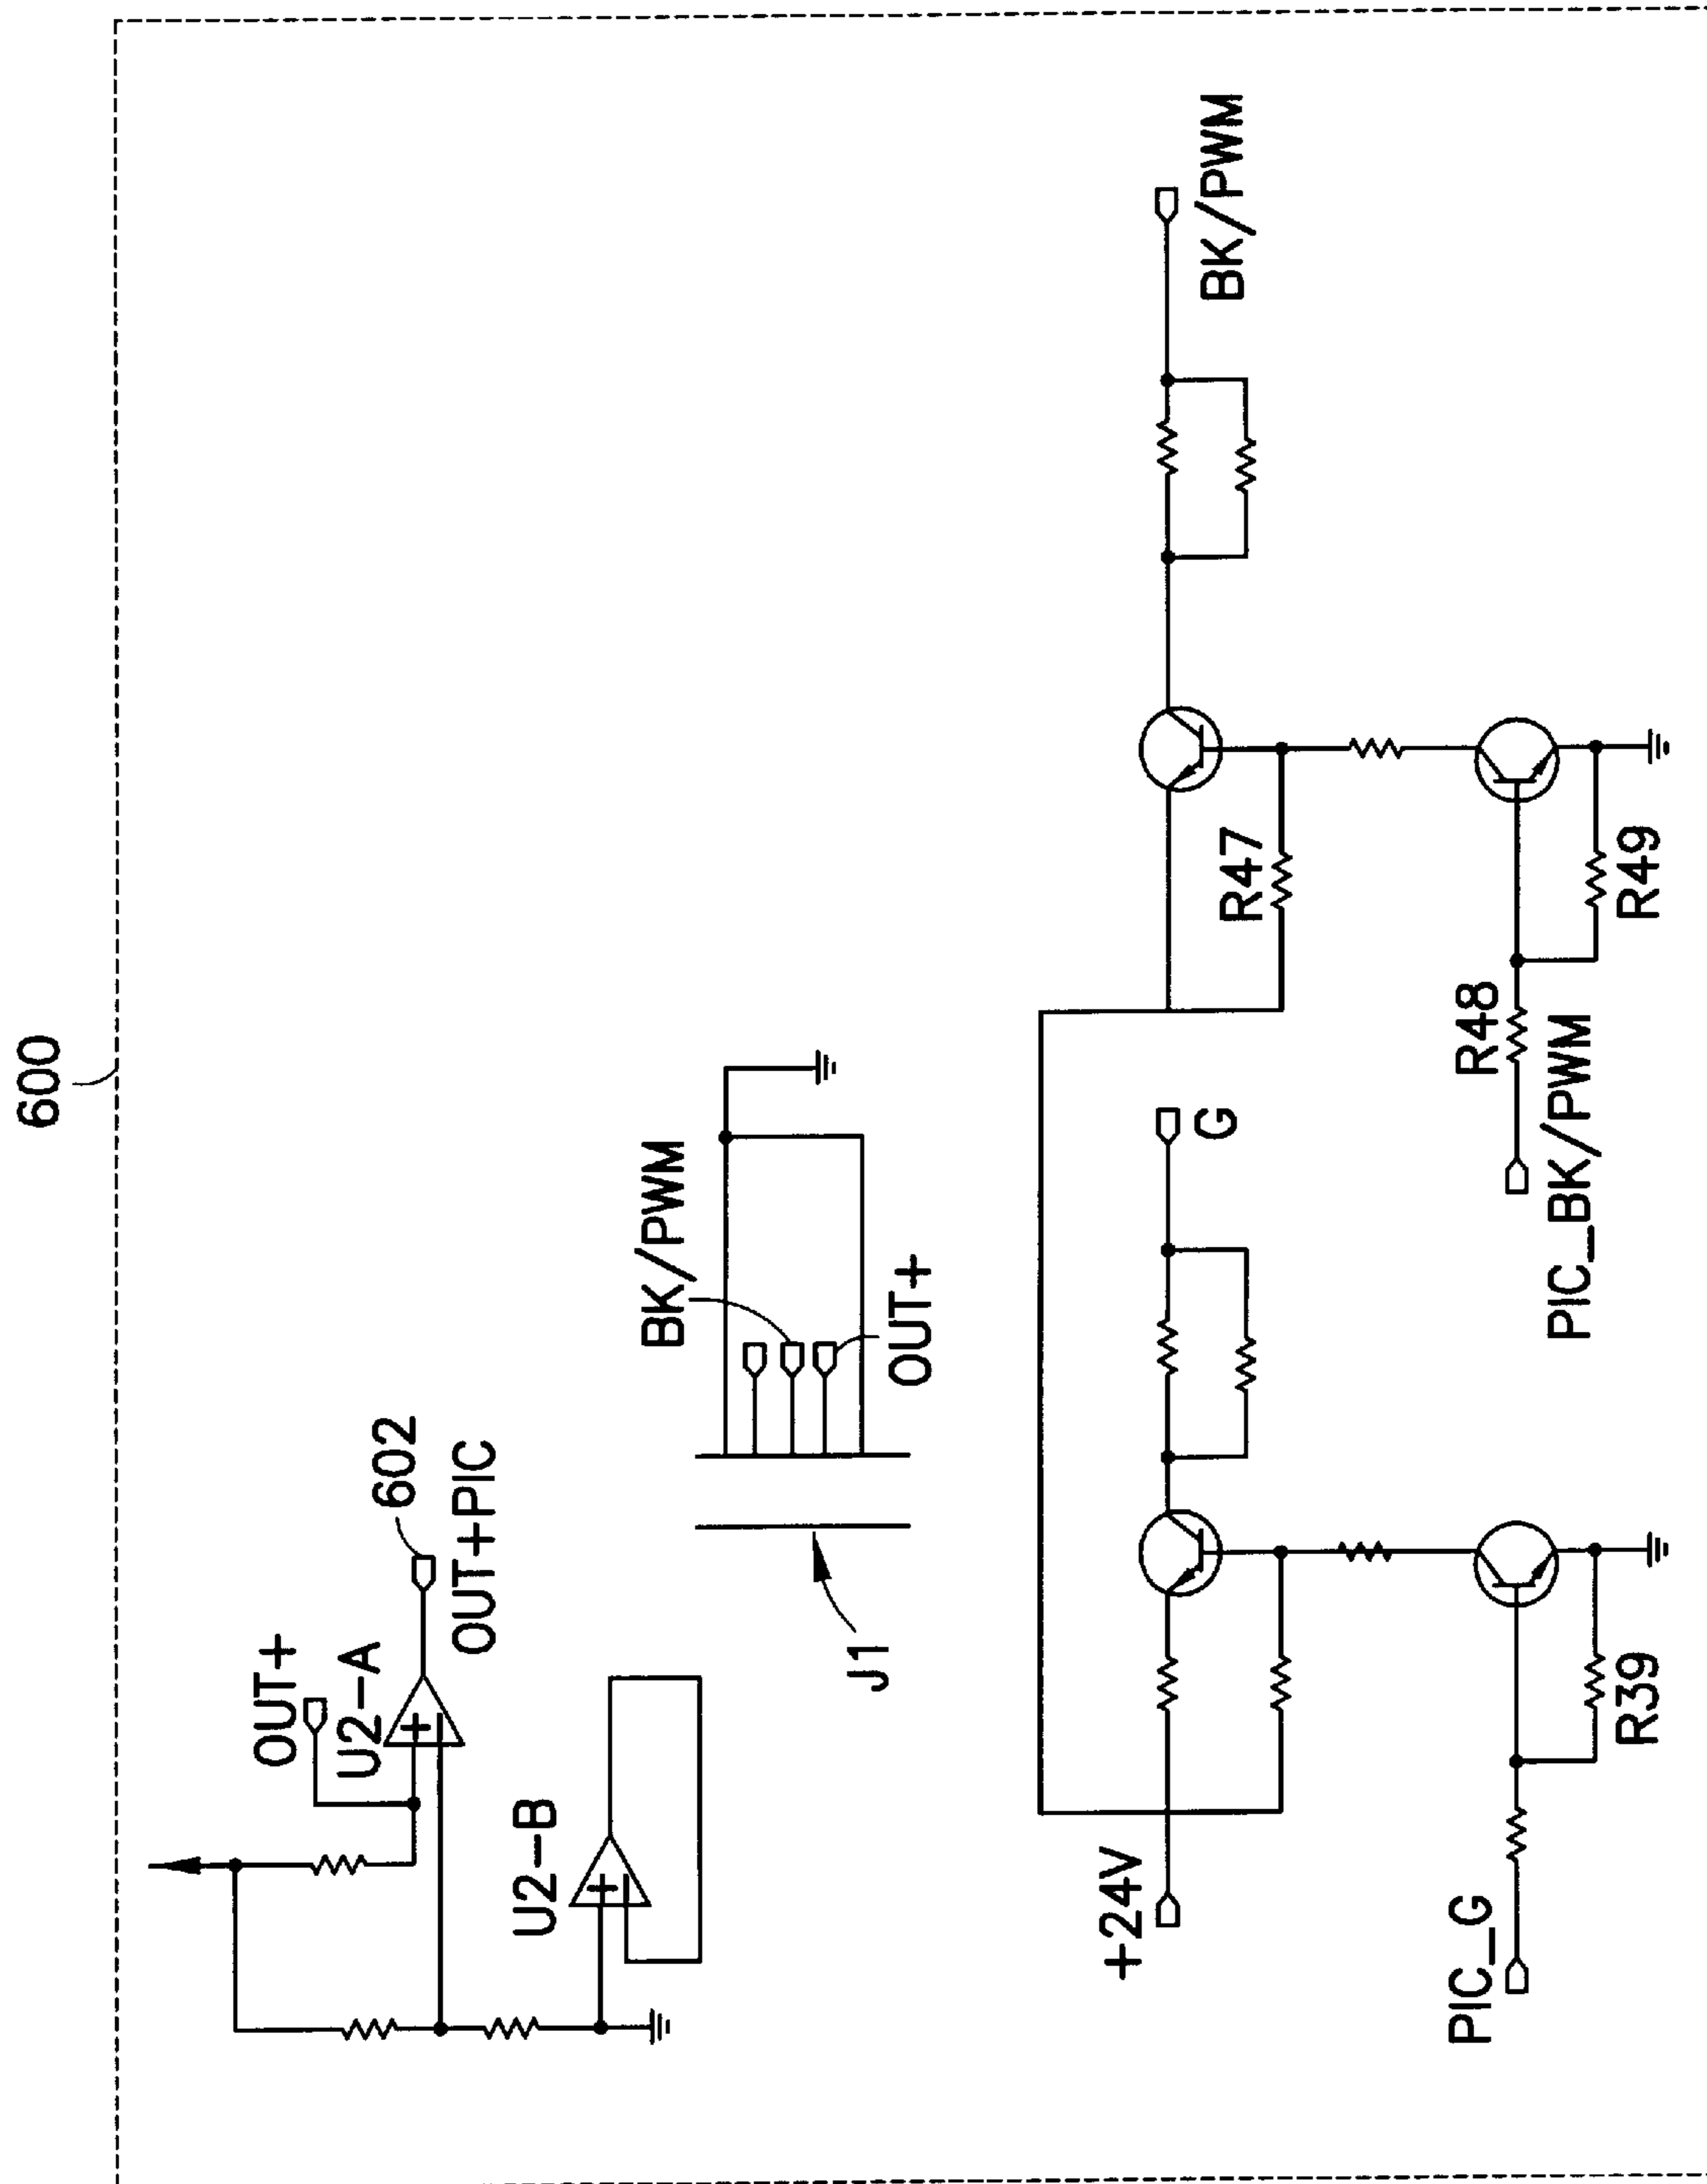 600
OUT+
U2-A
602
OUT+PIC
U2-B
BK/PWM
OUT+
J1
+24V
G
R47
BK/PWM
PIC_G
R39
R48
PIC_BK/PWM
R49